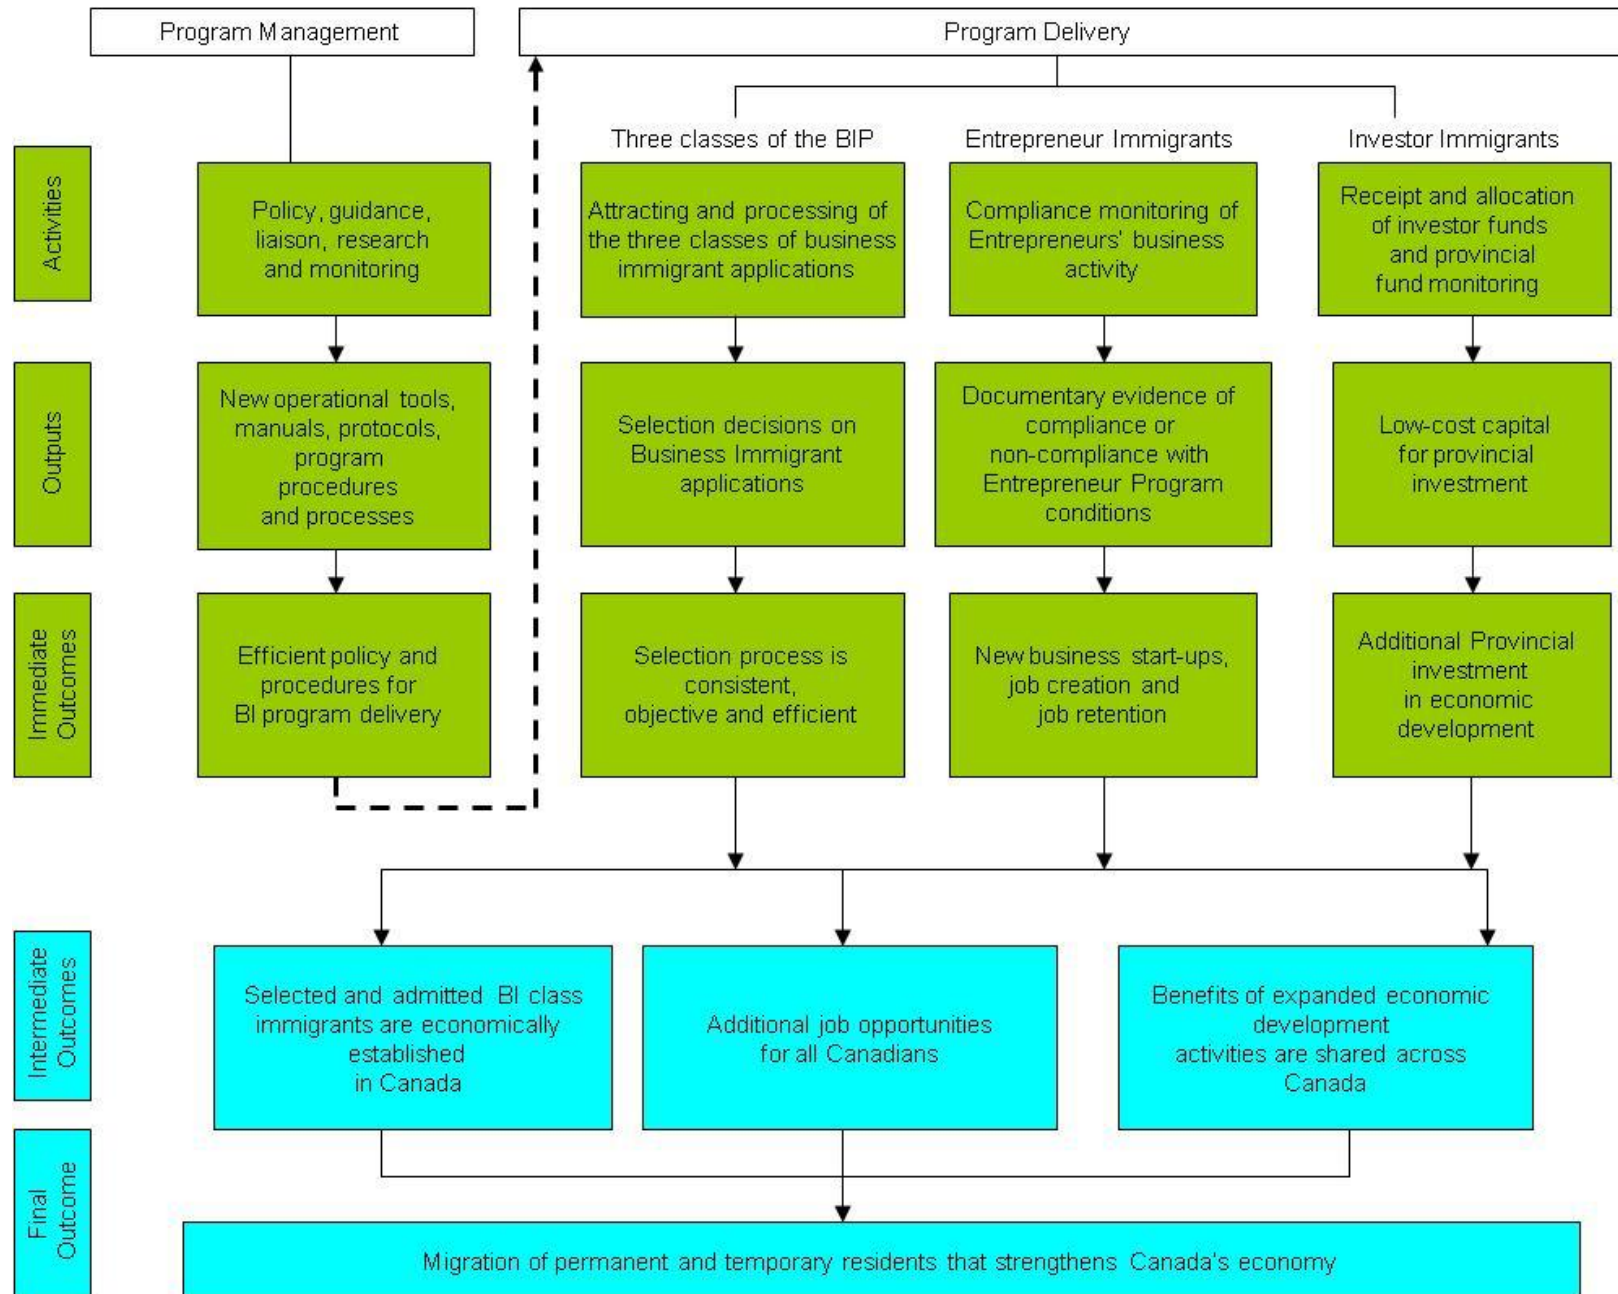 Program Management
Program Delivery
Three classes of the BIP
Entrepreneur Immigrants
Investor Immigrants
Activities
Policy, guidance,
liaison, research
and monitoring
Attracting and processing of
the three classes of business
immigrant applications
Compliance monitoring of
Entrepreneurs' business
activity
Receipt and allocation
of investor funds
and provincial
fund monitoring
Outputs
New operational tools,
manuals, protocols,
program
procedures
and processes
Selection decisions on
Business Immigrant
applications
Documentary evidence of
compliance or
non-compliance with
Entrepreneur Program
conditions
Low-cost capital
for provincial
investment
Immediate
Outcomes
Efficient policy and
procedures for
BI program delivery
Selection process is
consistent,
objective and efficient
New business start-ups,
job creation and
job retention
Additional Provincial
investment
in economic
development
Intermediate
Outcomes
Selected and admitted BI class
immigrants are economically
established
in Canada
Additional job opportunities
for all Canadians
Benefits of expanded economic
development
activities are shared across
Canada
Final
Outcome
Migration of permanent and temporary residents that strengthens Canada's economy